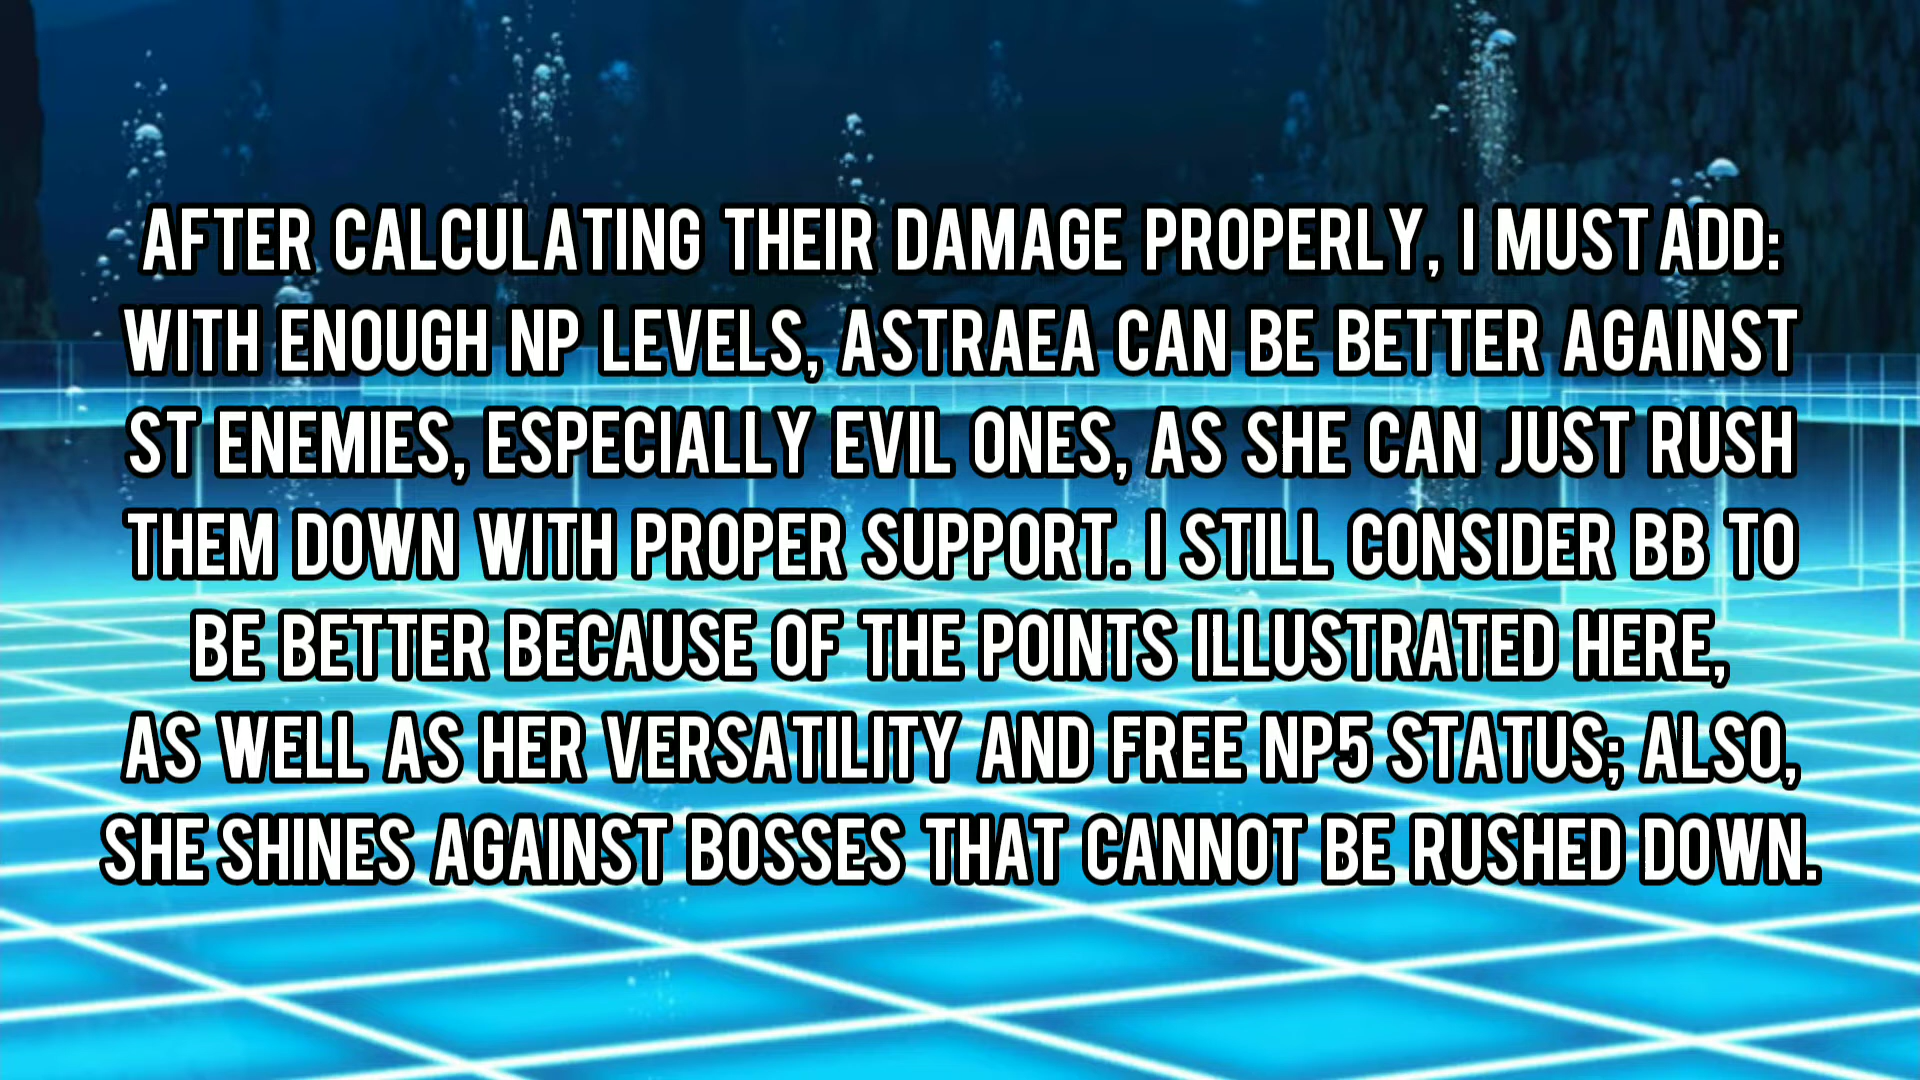 AFTER CALCULATING THEIR DAMAGE PROPERLY, I MUST ADD:
WITH ENOUGH NP LEVELS, ASTRAEA CAN BE BETTER AGAINST
ST ENEMIES, ESPECIALLY EVIL ONES, AS SHE CAN JUST RUSH
THEM DOWN WITH PROPER SUPPORT. I STILL CONSIDER BB TO
BE BETTER BECAUSE OF THE POINTS ILLUSTRATED HERE,
AS WELL AS HER VERSATILITY AND FREE NP5 STATUS; ALSO,
SHE SHINES AGAINST BOSSES THAT CANNOT BE RUSHED DOWN.